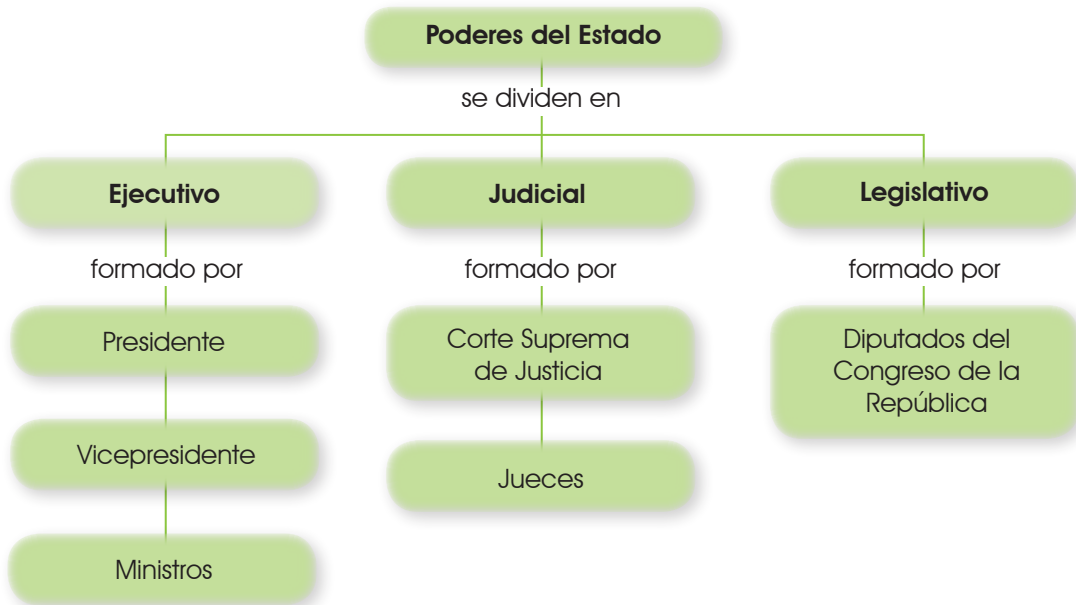 Poderes del Estado
se dividen en
Ejecutivo
Judicial
Legislativo
formado por
formado por
formado por
Presidente
Corte Suprema
de Justicia
Diputados del
Congreso de la
República
Vicepresidente
Jueces
Ministros